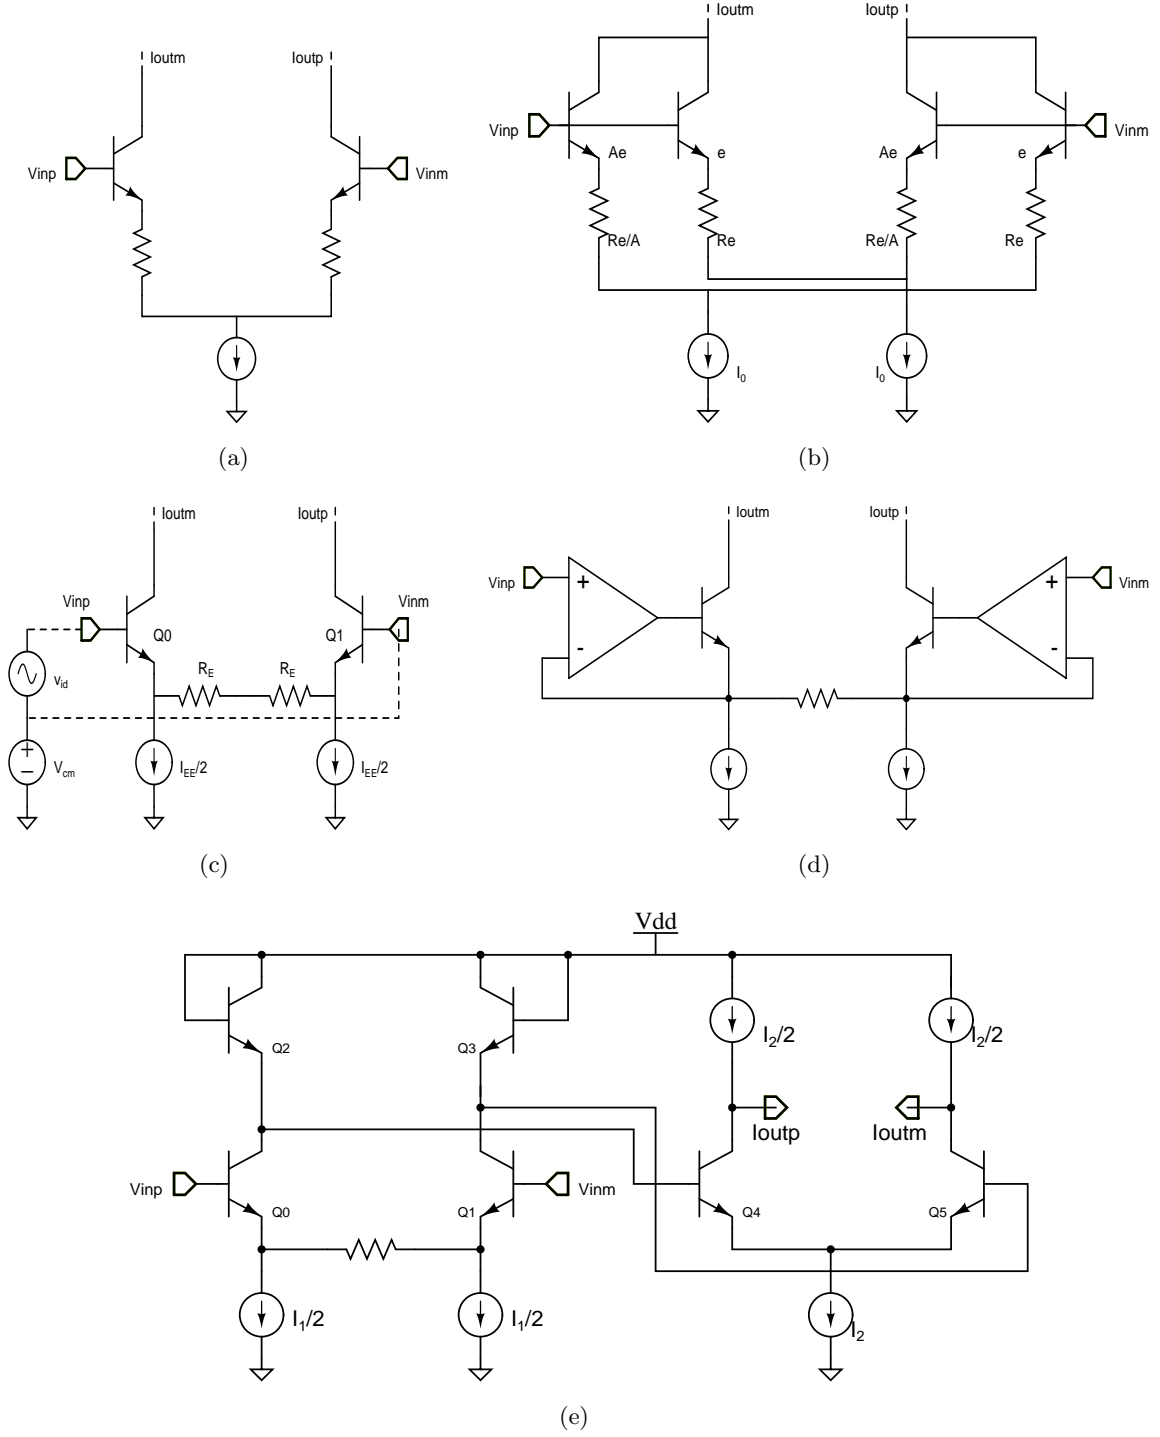 Ioutm
Ioutp
Vinp
Vinm
(a)
Ioutm
Ioutp
Vinp
Vinm
Ae
e
Ae
e
Re/A
Re
Re/A
Re
I0
I0
(b)
Ioutm
Ioutp
Vinp
Vinm
Q0
Q1
RE
RE
vid
+
−
Vcm
IEE/2
IEE/2
(c)
Ioutm
Ioutp
Vinp
Vinm
+
+
-
-
(d)
Vdd
Q2
Q3
I2/2
I2/2
Ioutp
Ioutm
Vinp
Vinm
Q0
Q1
Q4
Q5
I1/2
I1/2
I2
(e)